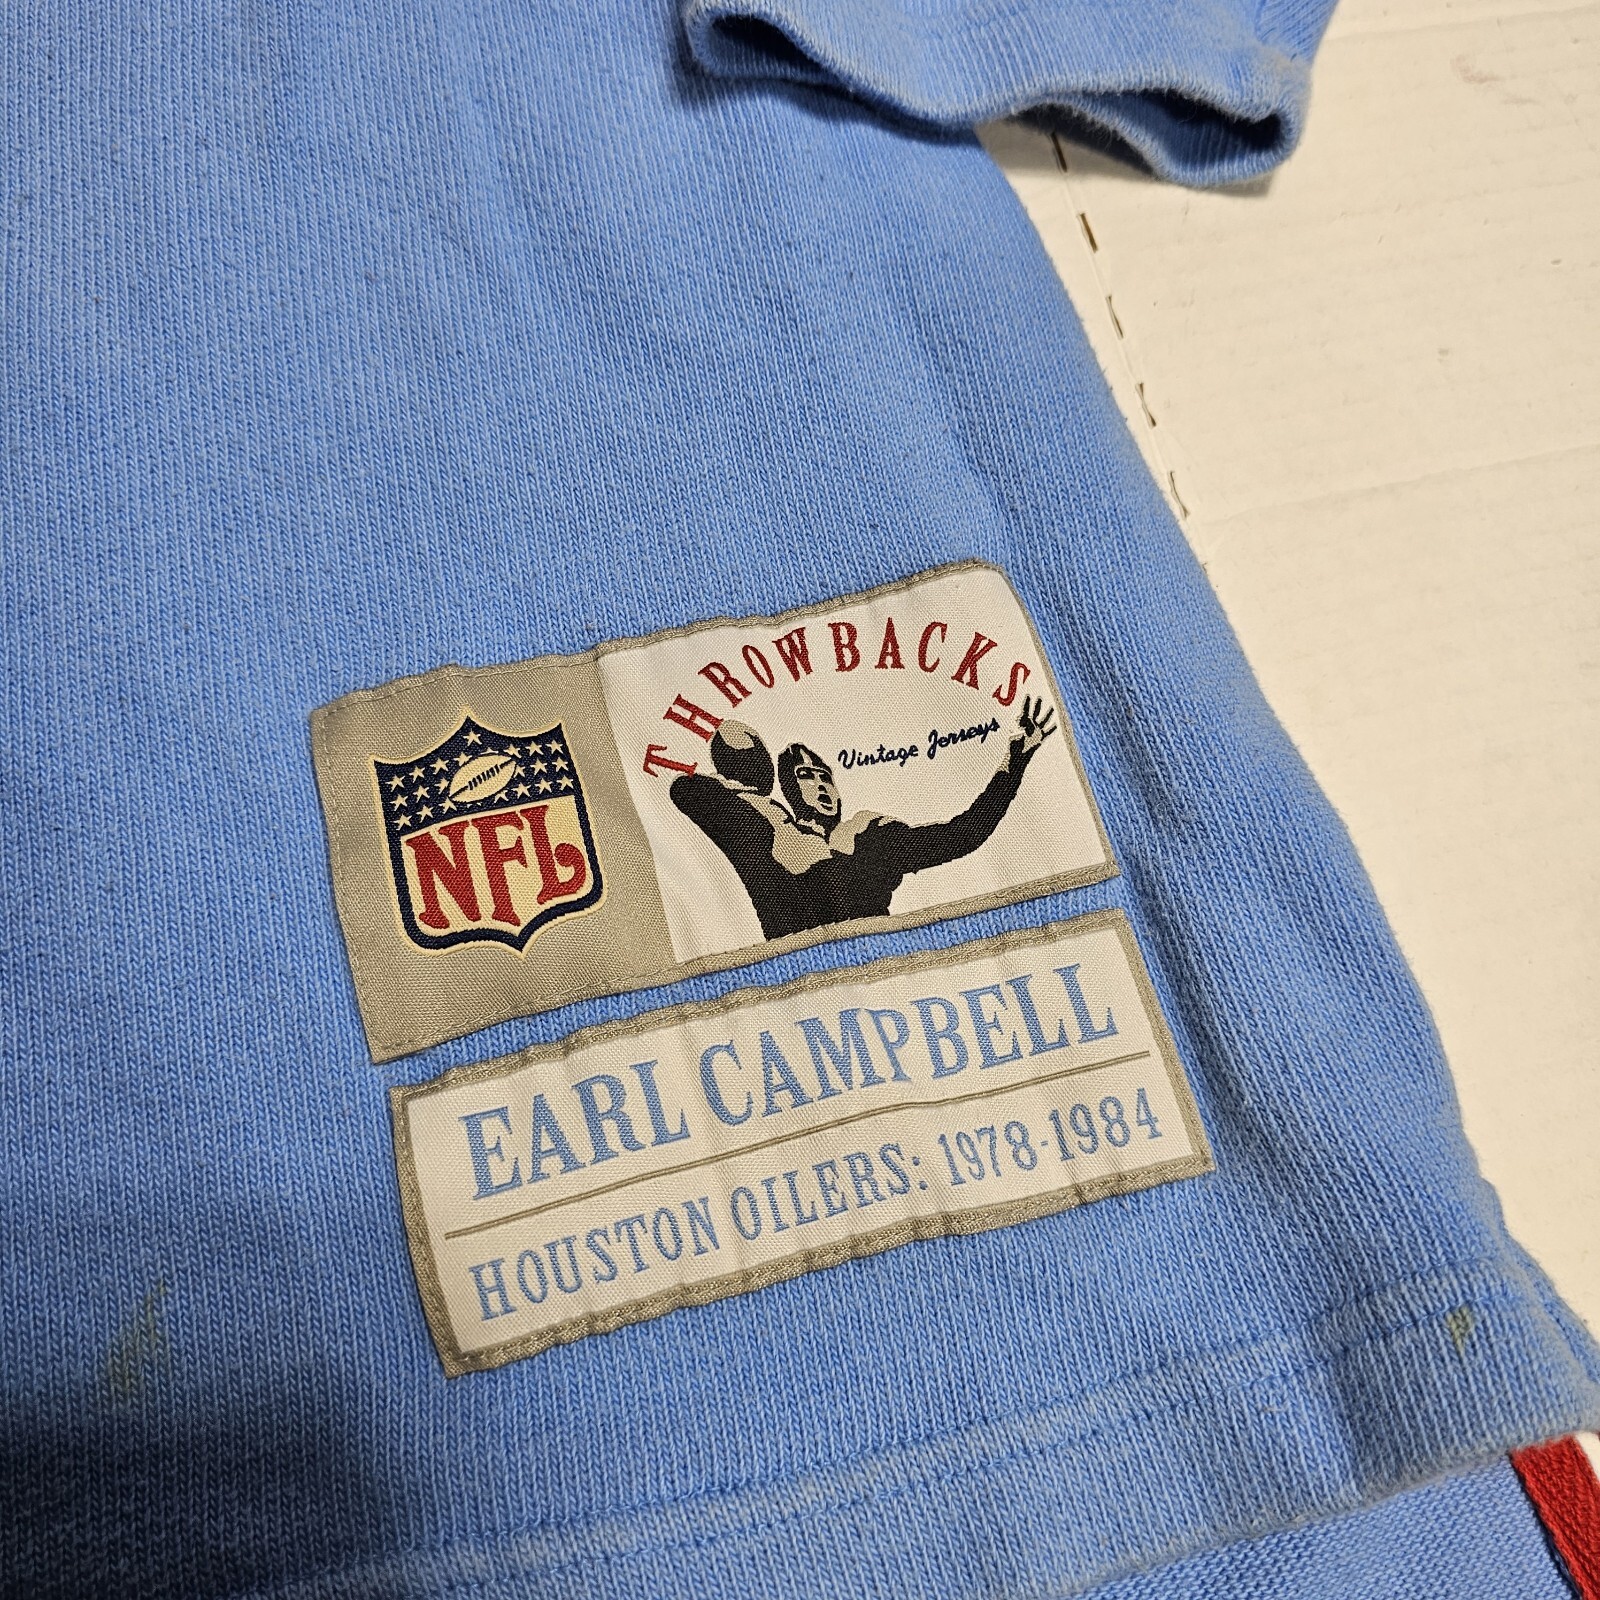 NFL
THROWBACKS
Vintage Jerseys
EARL CAMPBELL
HOUSTON OILERS: 1978-1984